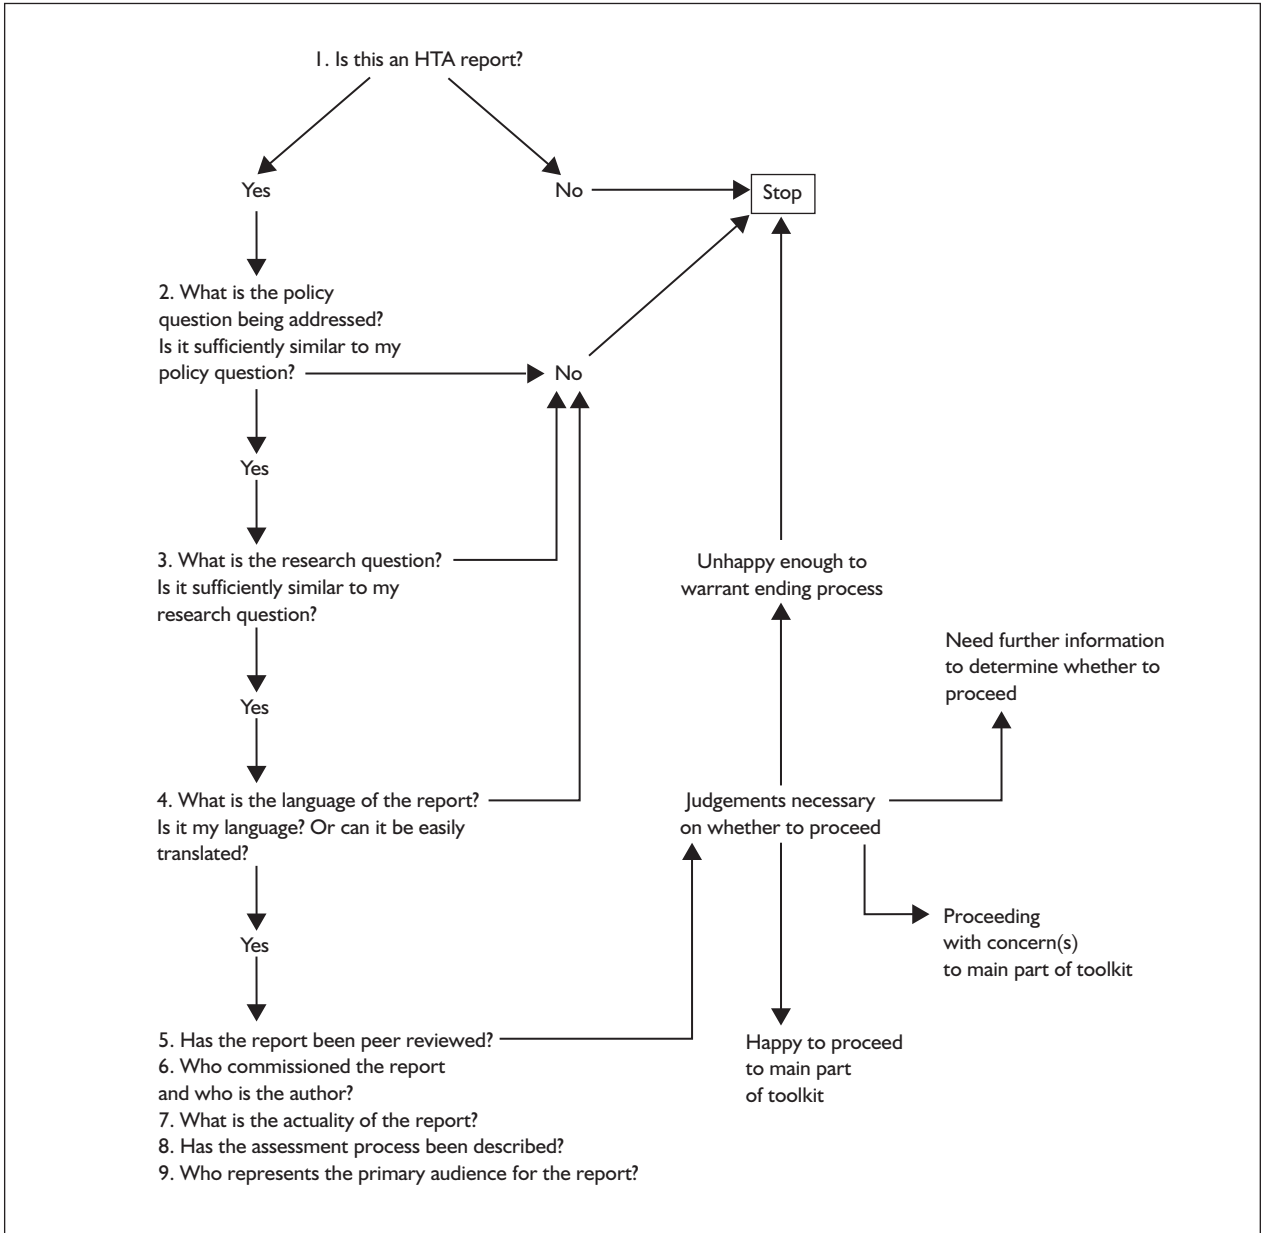 1. Is this an HTA report?
Yes
No
Stop
2. What is the policy
question being addressed?
Is it sufficiently similar to my
policy question?
No
Yes
3. What is the research question?
Is it sufficiently similar to my
research question?
Unhappy enough to
warrant ending process
Need further information
to determine whether to
proceed
Yes
4. What is the language of the report?
Is it my language? Or can it be easily
translated?
Judgements necessary
on whether to proceed
Proceeding
with concern(s)
to main part of toolkit
Yes
5. Has the report been peer reviewed?
6. Who commissioned the report
and who is the author?
7. What is the actuality of the report?
8. Has the assessment process been described?
9. Who represents the primary audience for the report?
Happy to proceed
to main part
of toolkit